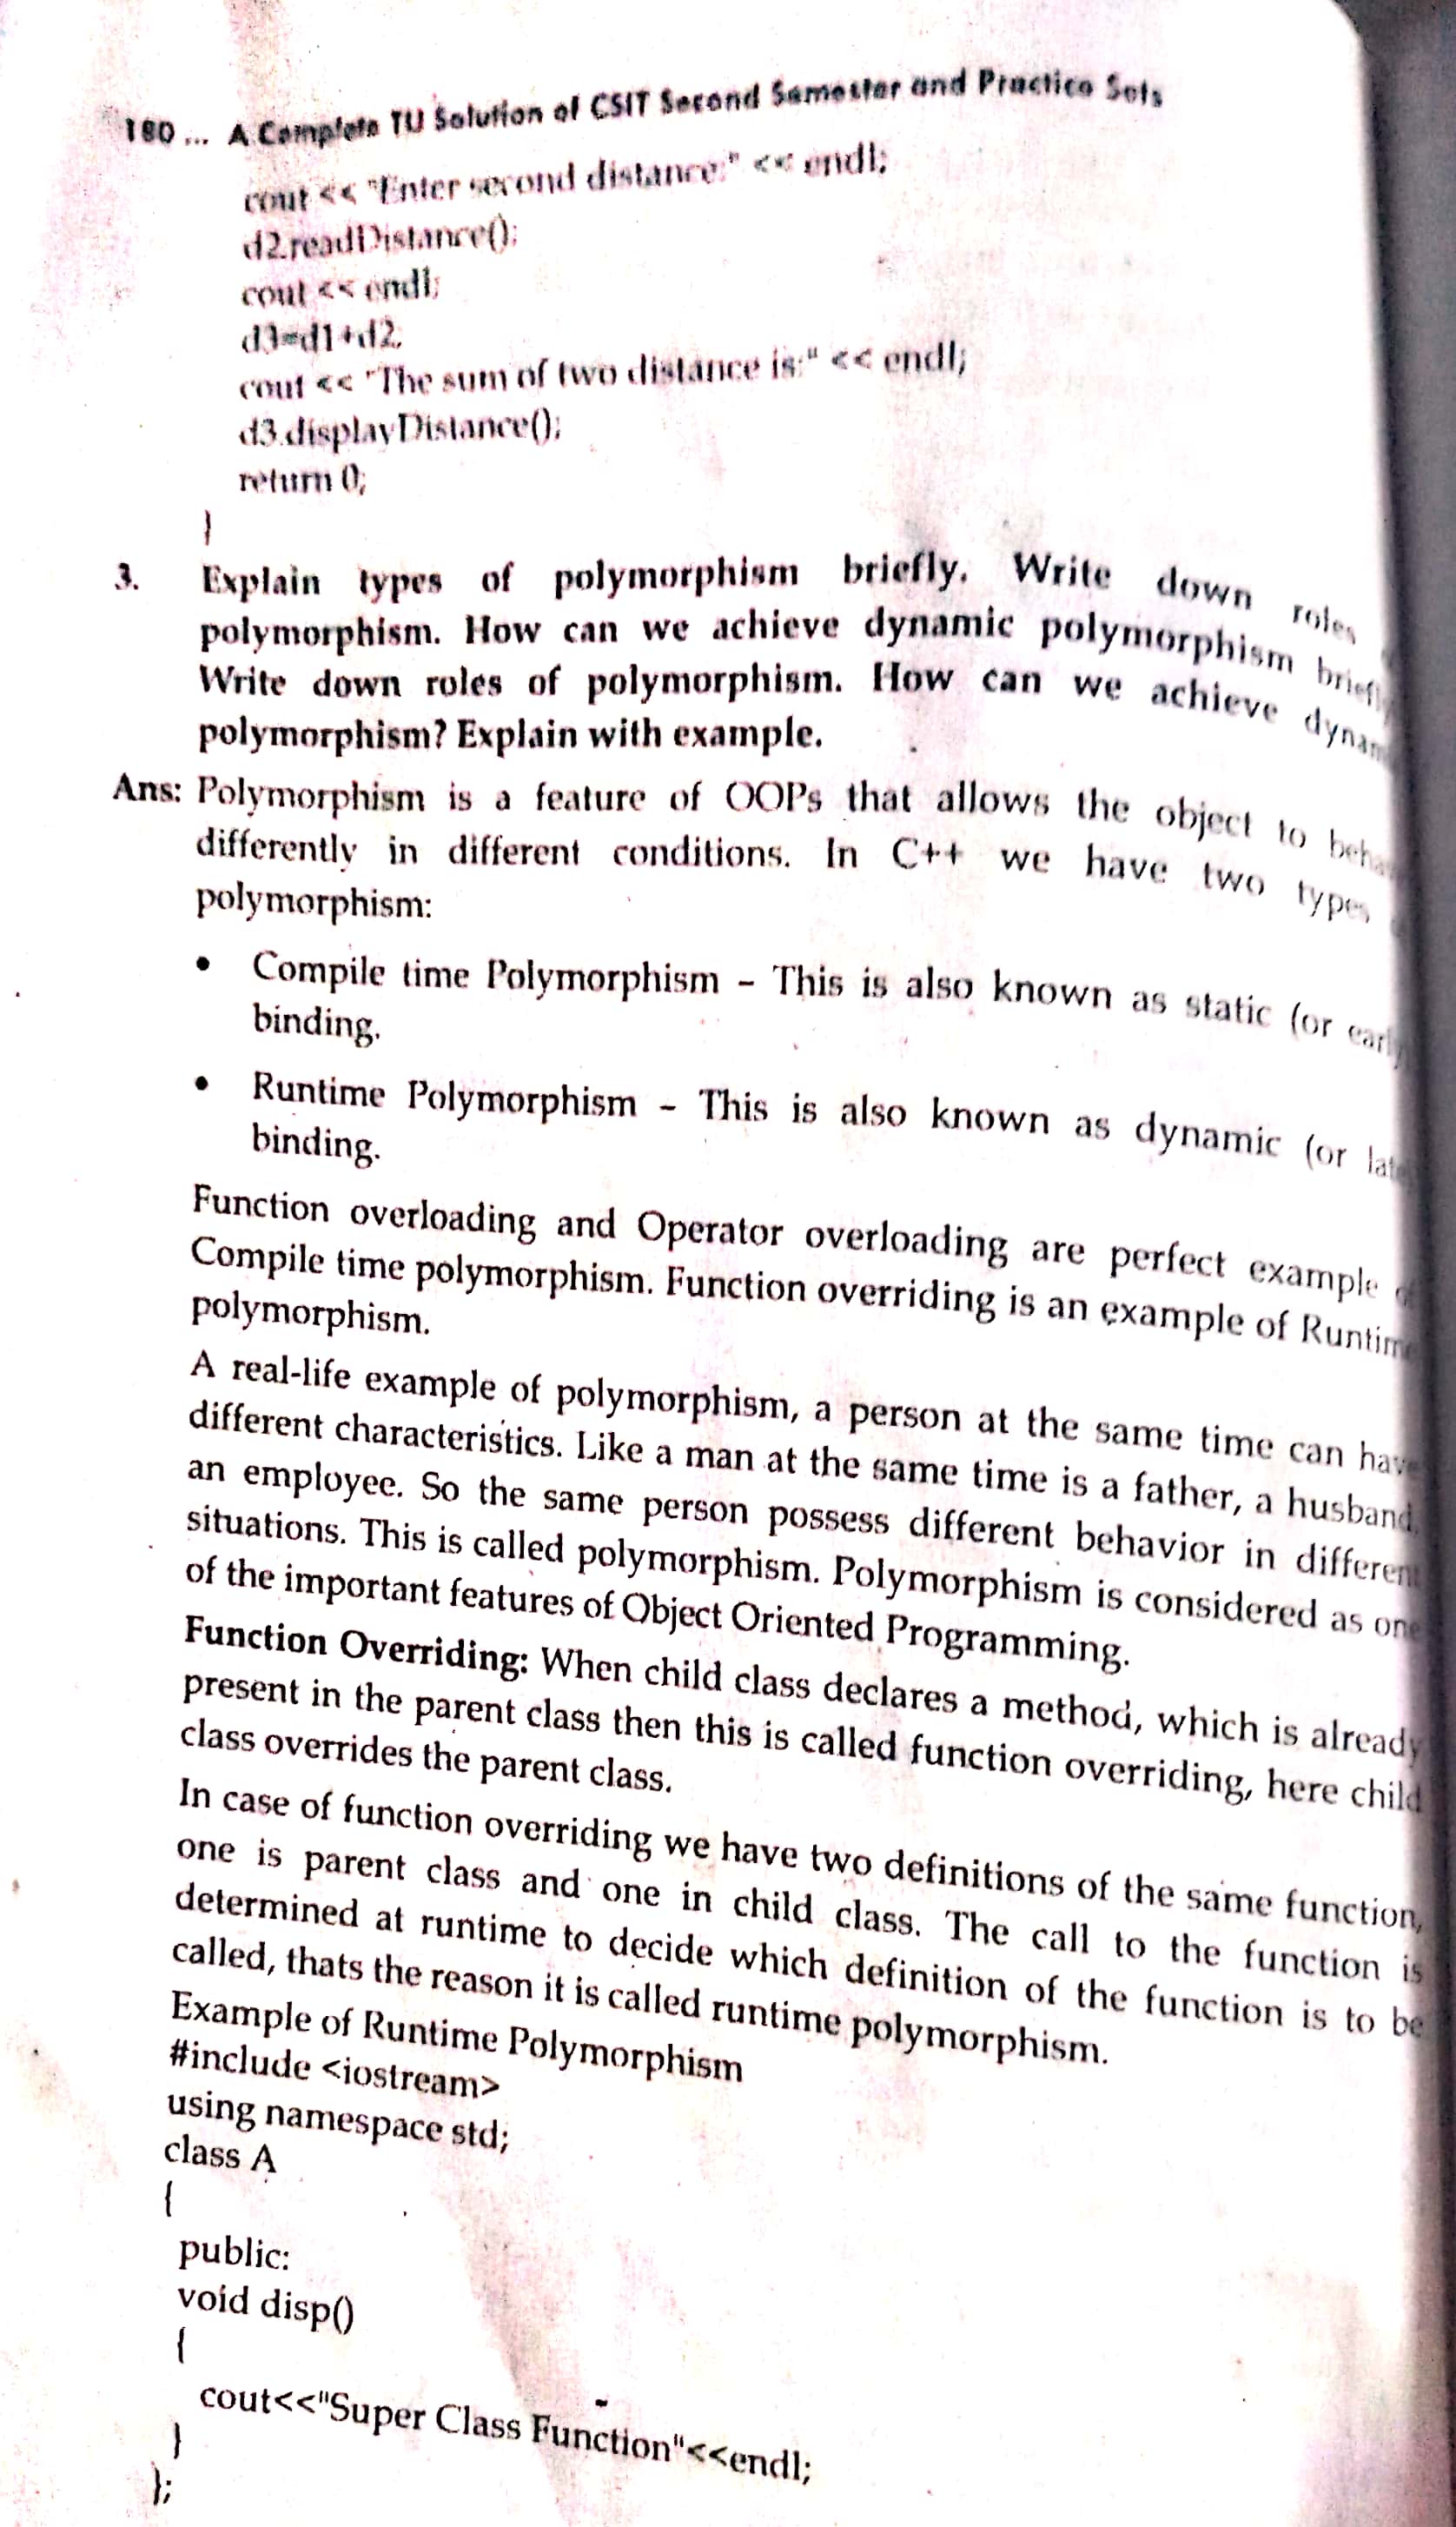 180 ... A Complete TU Solution of CSIT Second Semester and Practice Sets
cout << "Enter second distance:" << endl;
d2.readDistance();
cout << endl;
d3=d1+d2;
cout << "The sum of two distance is:" << endl;
d3.displayDistance();
return 0;
}
3. Explain types of polymorphism briefly. Write down roles
polymorphism. How can we achieve dynamic polymorphism briefly
Write down roles of polymorphism. How can we achieve
polymorphism? Explain with example.
Ans: Polymorphism is a feature of OOPs that allows the object to
differently in different conditions. In C++ we have two types
polymorphism:
• Compile time Polymorphism – This is also known as static (or early
binding.
• Runtime Polymorphism – This is also known as dynamic (or
binding.
Function overloading and Operator overloading are perfect example
Compile time polymorphism. Function overriding is an example of Runtime
polymorphism.
A real-life example of polymorphism, a person at the same time can have
different characteristics. Like a man at the same time is a father, a husband,
an employee. So the same person possess different behavior in different
situations. This is called polymorphism. Polymorphism is considered as one
of the important features of Object Oriented Programming.
Function Overriding: When child class declares a method, which is already
present in the parent class then this is called function overriding, here child
class overrides the parent class.
In case of function overriding we have two definitions of the same function,
one is parent class and one in child class. The call to the function is
determined at runtime to decide which definition of the function is to be
called, thats the reason it is called runtime polymorphism.
Example of Runtime Polymorphism
#include <iostream>
using namespace std;
class A
{
public:
void disp()
{
cout<<"Super Class Function"<<endl;
}
};